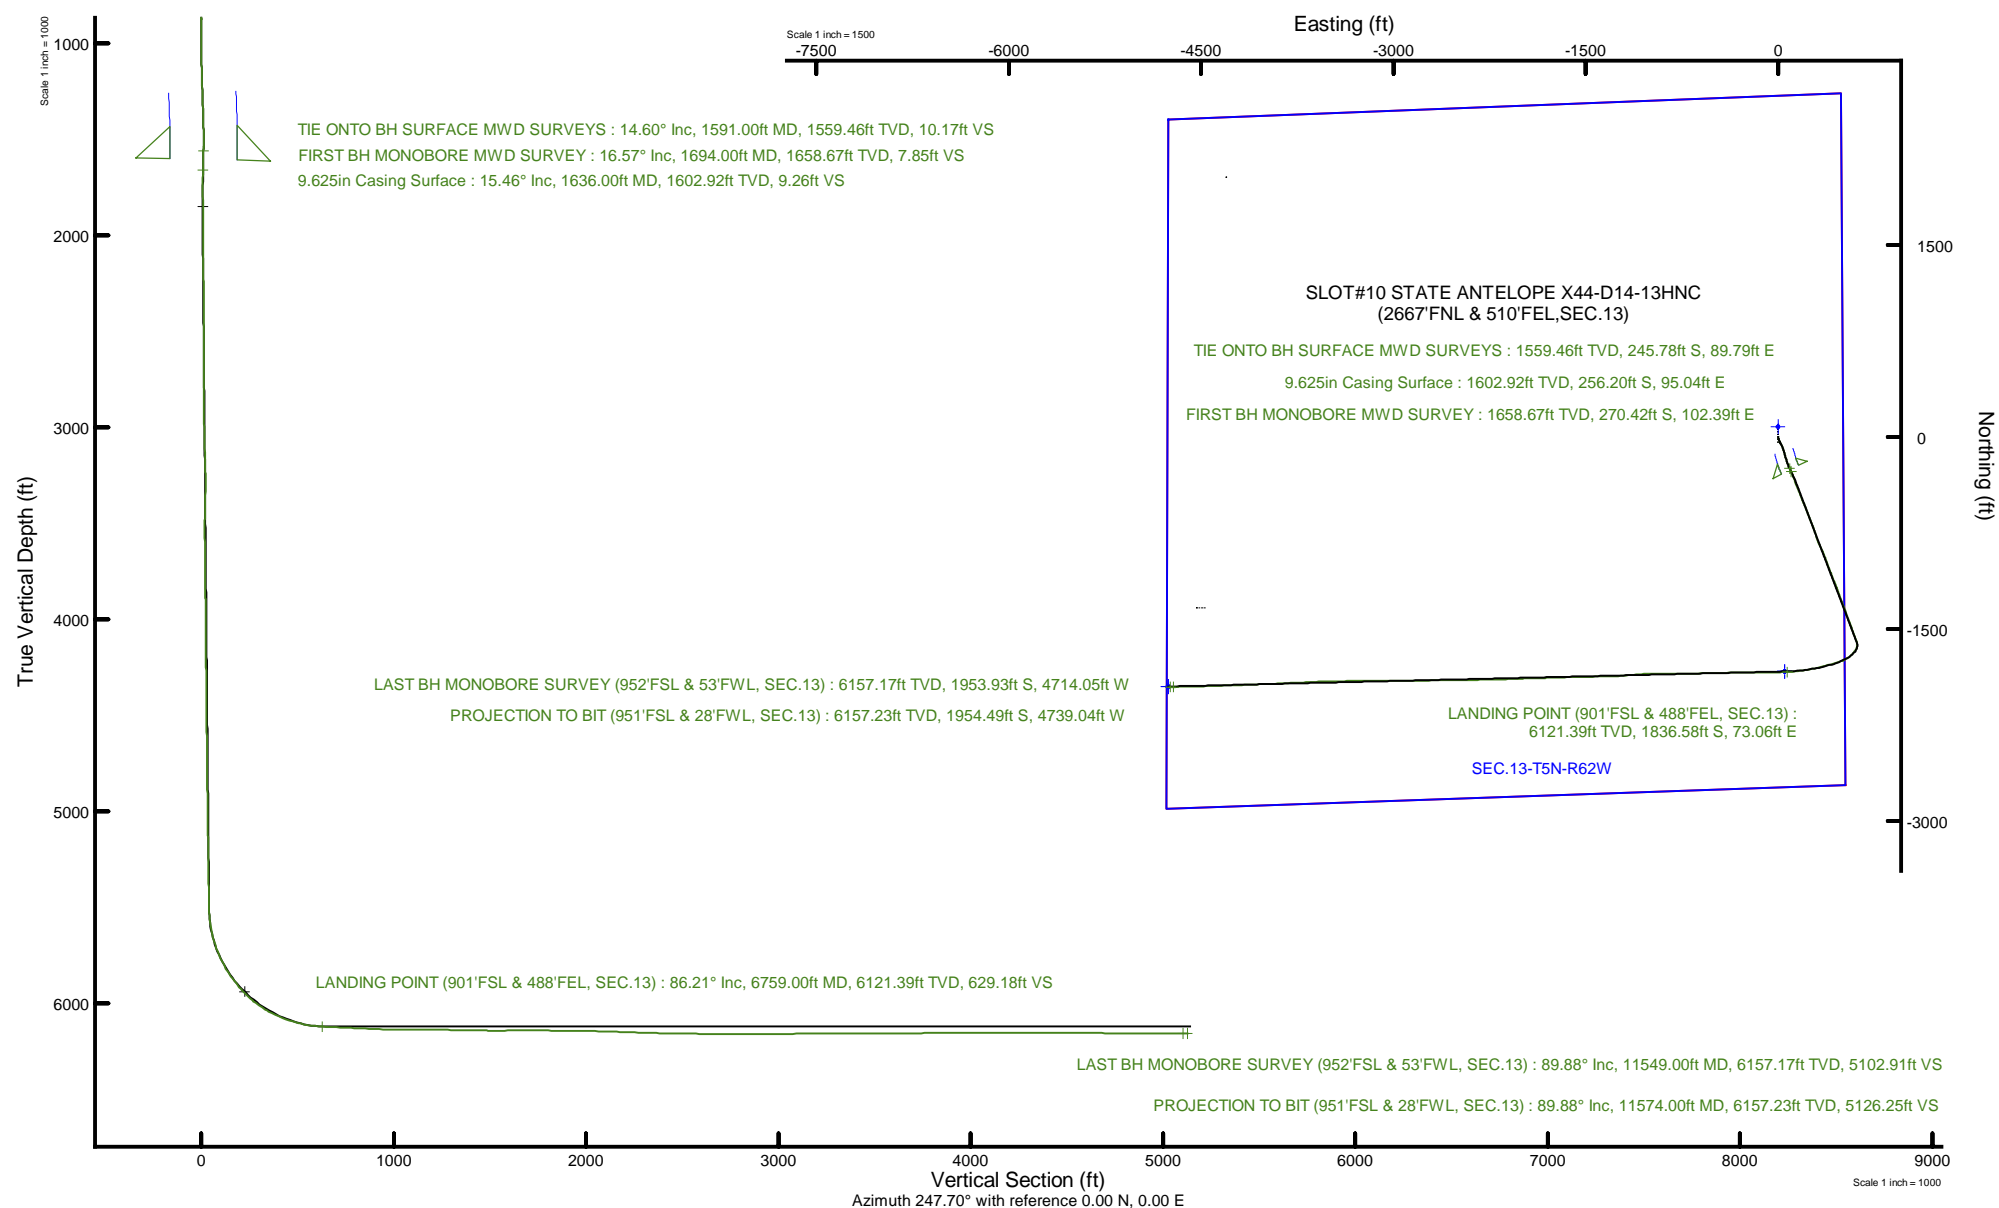 Easting (ft)
Scale 1 inch = 1500
-7500
-6000
-4500
-3000
-1500
0
Scale 1 inch = 1000
1000
2000
3000
4000
5000
6000
True Vertical Depth (ft)
TIE ONTO BH SURFACE MWD SURVEYS : 14.60° Inc, 1591.00ft MD, 1559.46ft TVD, 10.17ft VS
FIRST BH MONOBORE MWD SURVEY : 16.57° Inc, 1694.00ft MD, 1658.67ft TVD, 7.85ft VS
9.625in Casing Surface : 15.46° Inc, 1636.00ft MD, 1602.92ft TVD, 9.26ft VS
SLOT#10 STATE ANTELOPE X44-D14-13HNC
(2667'FNL & 510'FEL,SEC.13)
TIE ONTO BH SURFACE MWD SURVEYS : 1559.46ft TVD, 245.78ft S, 89.79ft E
9.625in Casing Surface : 1602.92ft TVD, 256.20ft S, 95.04ft E
FIRST BH MONOBORE MWD SURVEY : 1658.67ft TVD, 270.42ft S, 102.39ft E
1500
0
-1500
-3000
Northing (ft)
LAST BH MONOBORE SURVEY (952'FSL & 53'FWL, SEC.13) : 6157.17ft TVD, 1953.93ft S, 4714.05ft W
PROJECTION TO BIT (951'FSL & 28'FWL, SEC.13) : 6157.23ft TVD, 1954.49ft S, 4739.04ft W
LANDING POINT (901'FSL & 488'FEL, SEC.13) :
6121.39ft TVD, 1836.58ft S, 73.06ft E
SEC.13-T5N-R62W
LANDING POINT (901'FSL & 488'FEL, SEC.13) : 86.21° Inc, 6759.00ft MD, 6121.39ft TVD, 629.18ft VS
LAST BH MONOBORE SURVEY (952'FSL & 53'FWL, SEC.13) : 89.88° Inc, 11549.00ft MD, 6157.17ft TVD, 5102.91ft VS
PROJECTION TO BIT (951'FSL & 28'FWL, SEC.13) : 89.88° Inc, 11574.00ft MD, 6157.23ft TVD, 5126.25ft VS
0
1000
2000
3000
4000
5000
6000
7000
8000
9000
Vertical Section (ft)
Azimuth 247.70° with reference 0.00 N, 0.00 E
Scale 1 inch = 1000